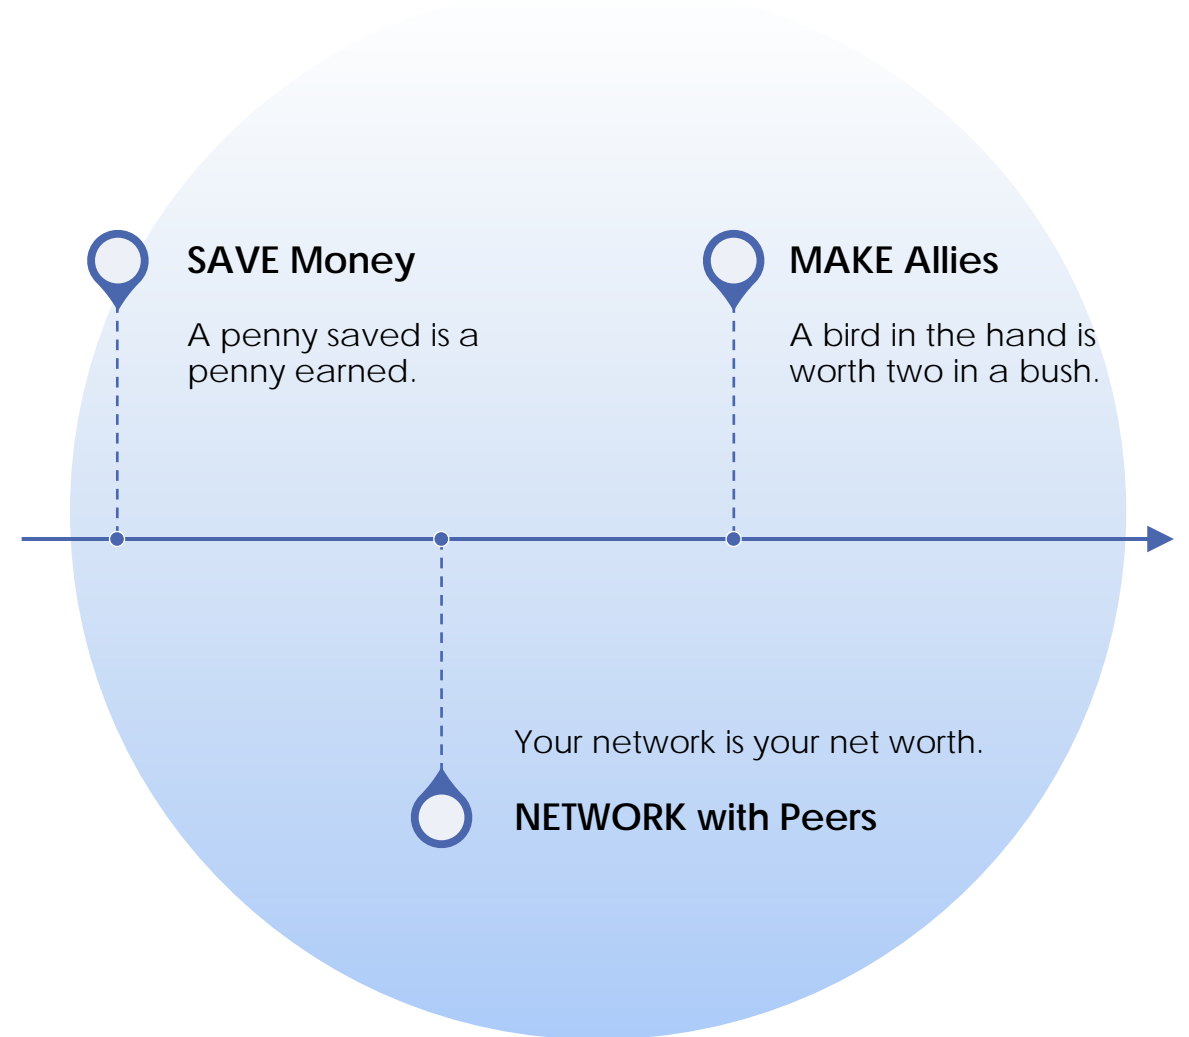 SAVE Money
A penny saved is a
penny earned.
MAKE Allies
A bird in the hand is
worth two in a bush.
Your network is your net worth.
NETWORK with Peers